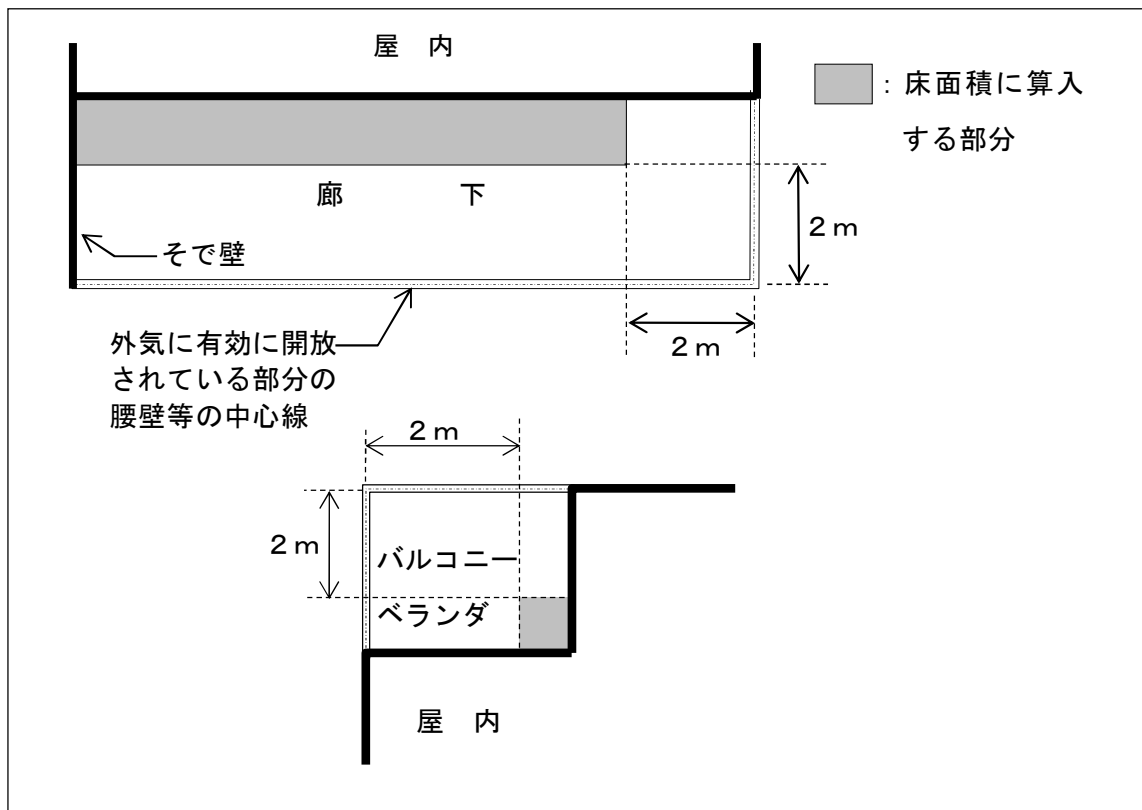 屋 内
: 床面積に算入
する部分
廊 下
2m
そで壁
2m
外気に有効に開放
されている部分の
腰壁等の中心線
2m
2m
バルコニー
ベランダ
屋 内